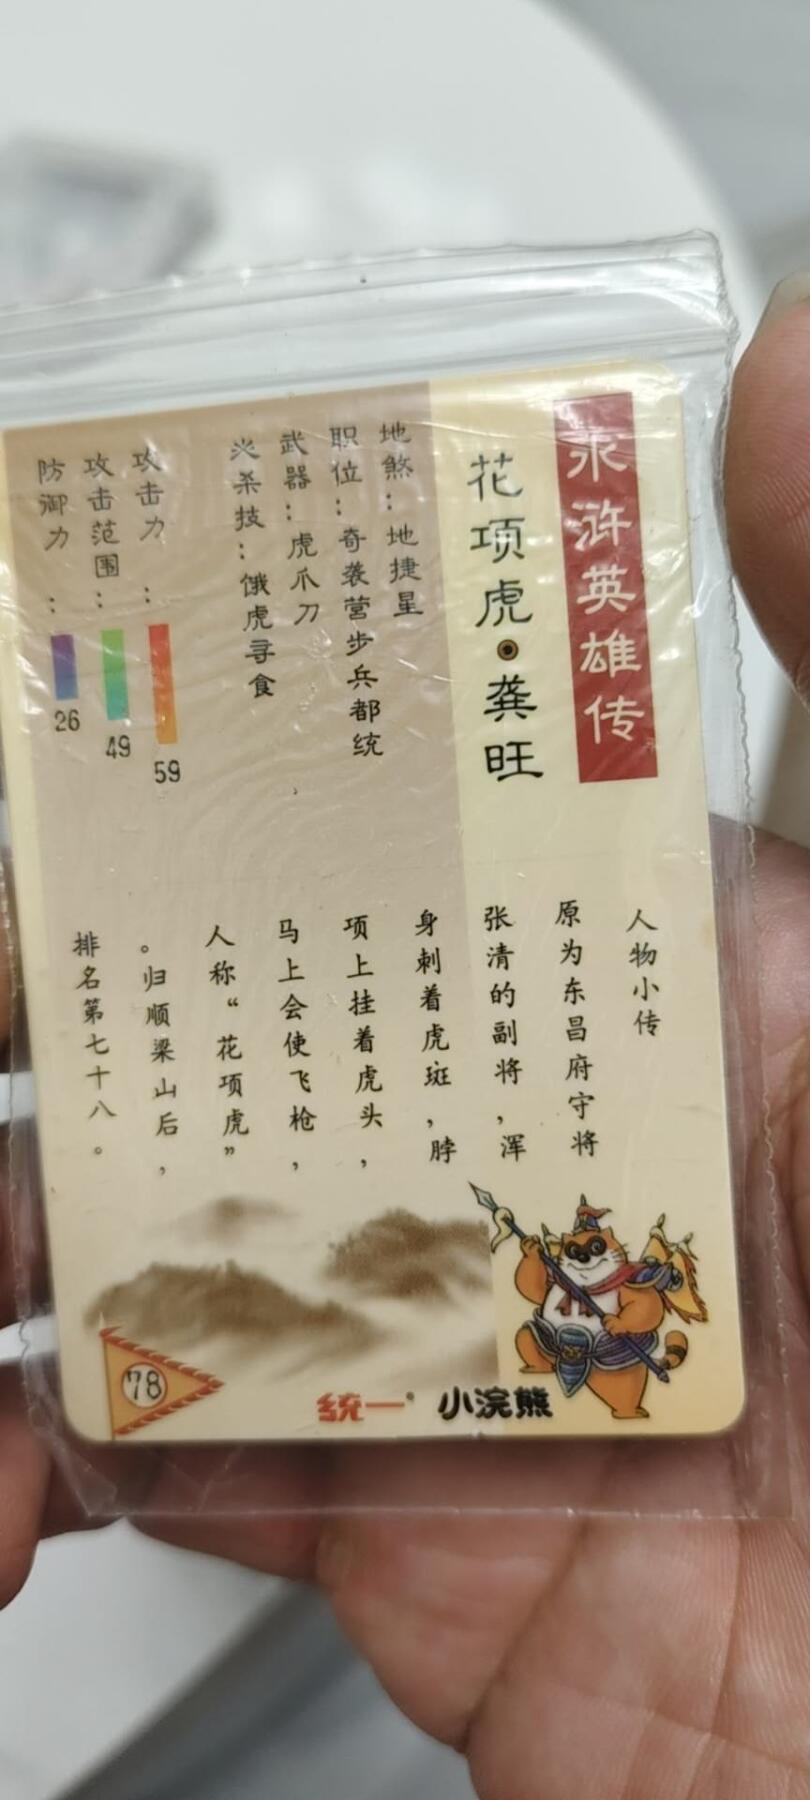 水浒英雄传
花项虎·龚旺
地煞：地捷星
职位：奇袭营步兵都统
武器：虎爪刀
必杀技：饿虎寻食
攻击力：59
攻击范围：49
防御力：26
人物小传
原为东昌府守将
张清的副将，浑
身刺着虎斑，脖
项上挂着虎头，
马上会使飞枪，
人称“花项虎”
。归顺梁山后，
排名第七十八。
78
统一 小浣熊